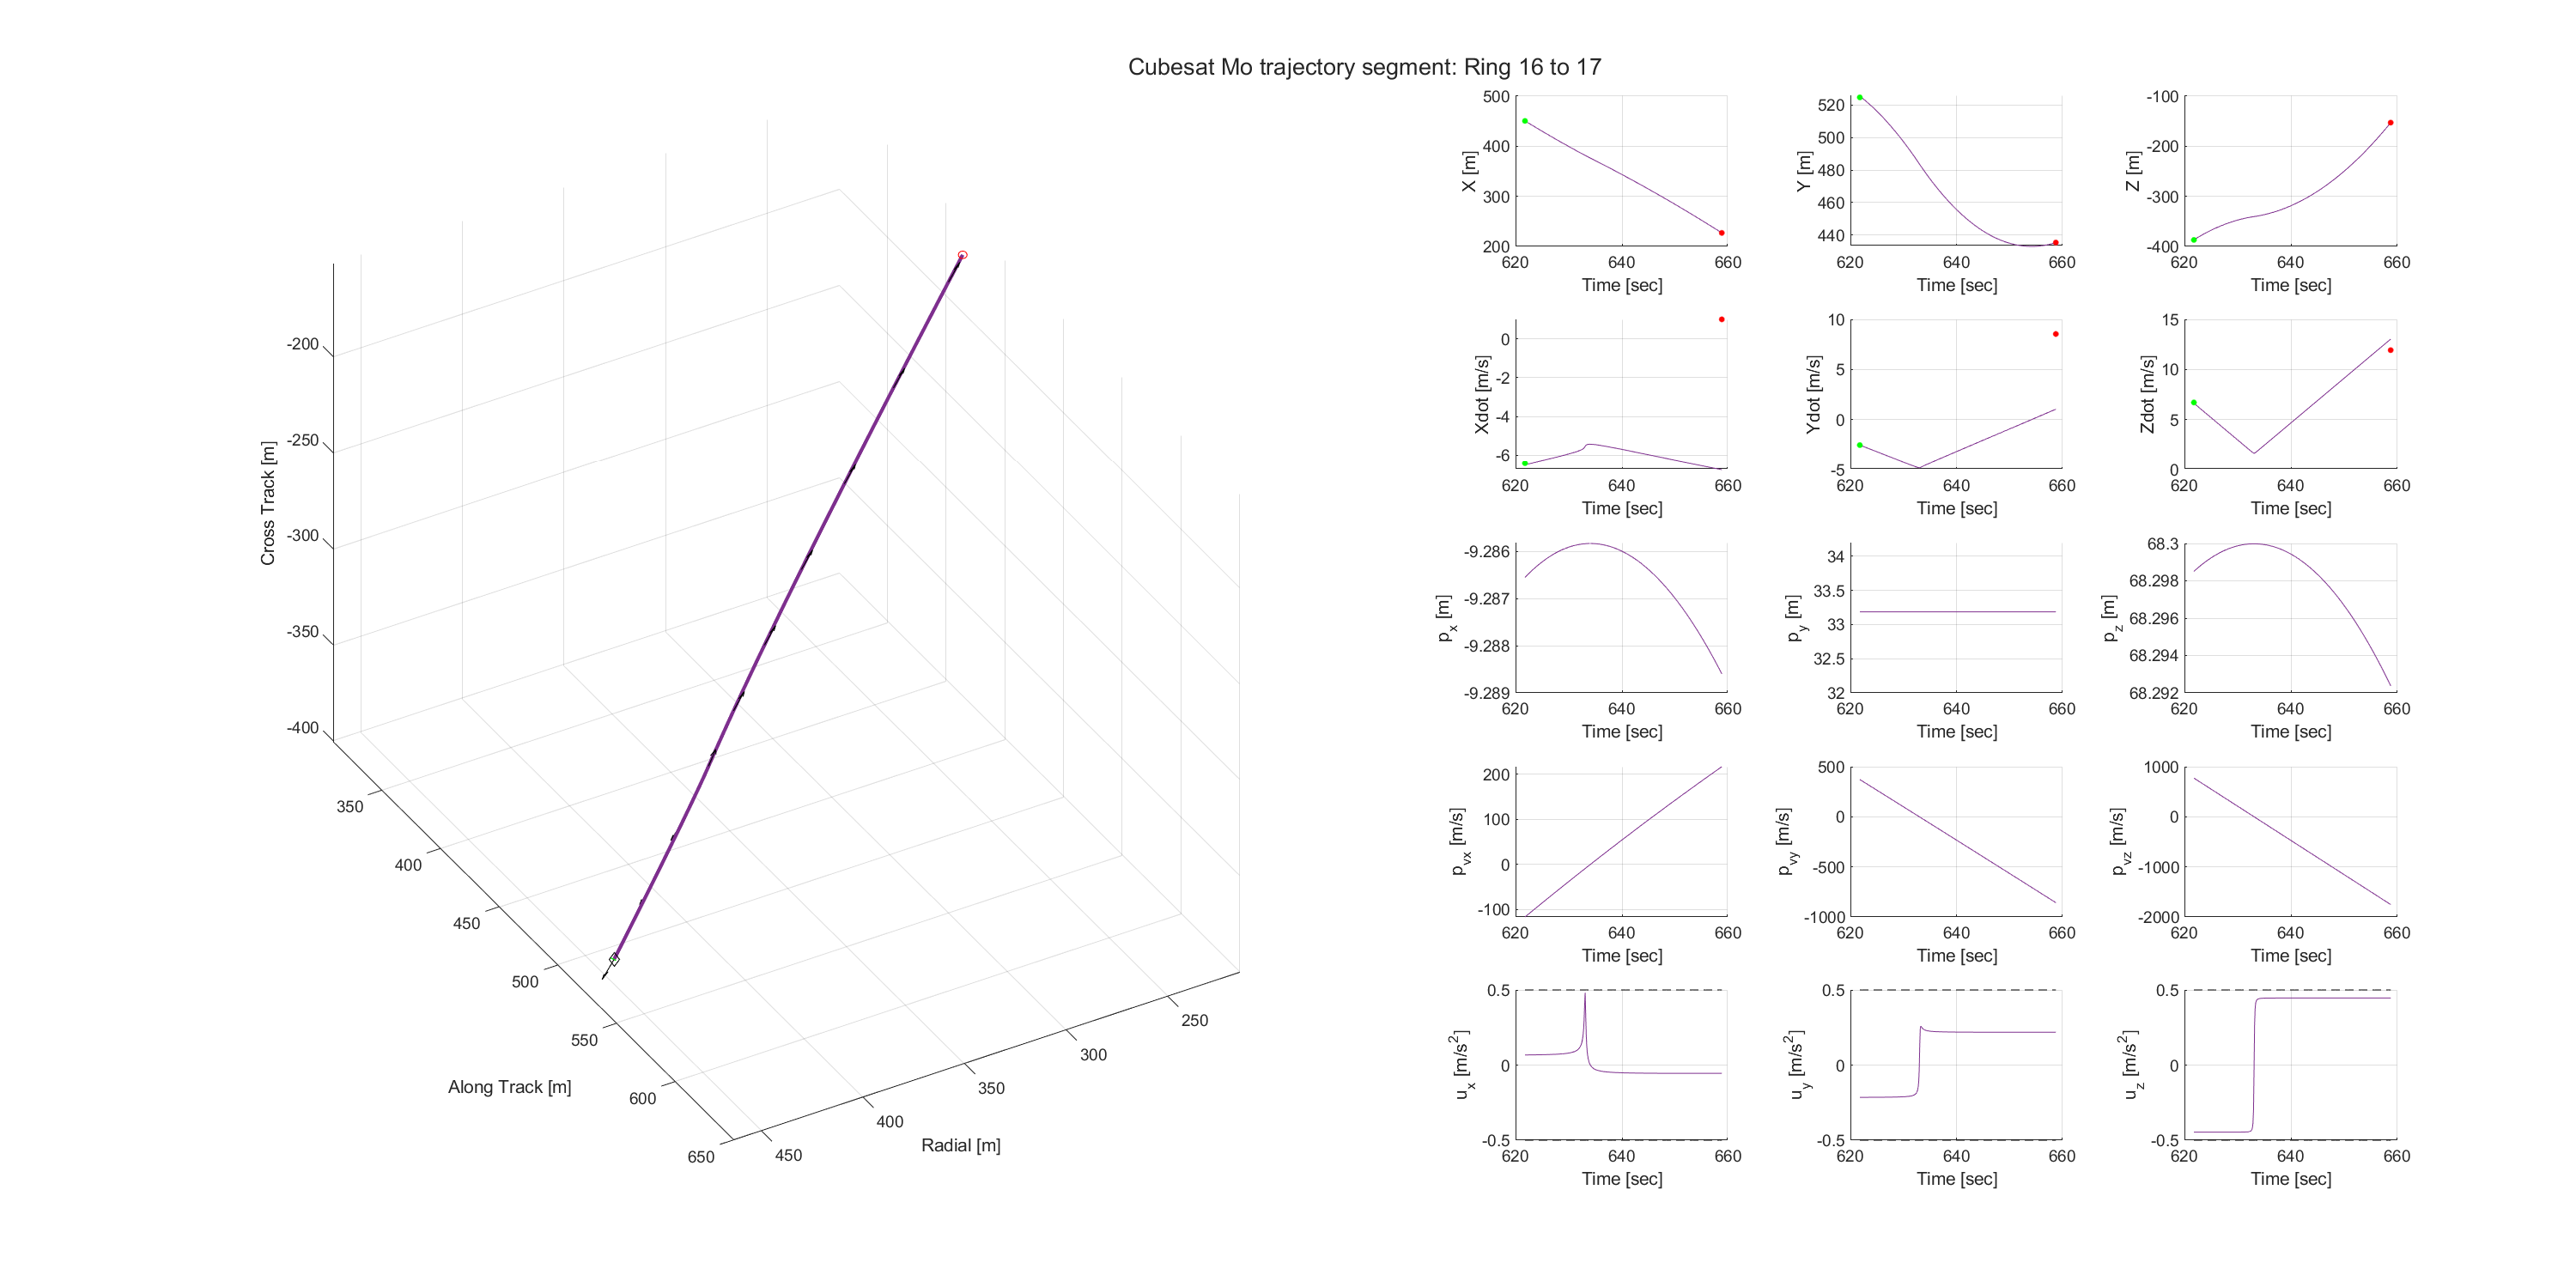 Cubesat Mo trajectory segment: Ring 16 to 17
Cross Track [m]
-200
-250
-300
-350
-400
350
400
450
500
550
600
650
Along Track [m]
450
400
350
300
250
Radial [m]
X [m]
500
400
300
200
620 640 660
Time [sec]
Y [m]
520
500
480
460
440
620 640 660
Time [sec]
Z [m]
-100
-200
-300
-400
620 640 660
Time [sec]
Xdot [m/s]
0
-2
-4
-6
620 640 660
Time [sec]
Ydot [m/s]
10
5
0
-5
620 640 660
Time [sec]
Zdot [m/s]
15
10
5
0
620 640 660
Time [sec]
p_x [m]
-9.286
-9.287
-9.288
-9.289
620 640 660
Time [sec]
p_y [m]
34
33.5
33
32.5
32
620 640 660
Time [sec]
p_z [m]
68.3
68.298
68.296
68.294
68.292
620 640 660
Time [sec]
p_vx [m/s]
200
100
0
-100
620 640 660
Time [sec]
p_vy [m/s]
500
0
-500
-1000
620 640 660
Time [sec]
p_vz [m/s]
1000
0
-1000
-2000
620 640 660
Time [sec]
u_x [m/s²]
0.5
0
-0.5
620 640 660
Time [sec]
u_y [m/s²]
0.5
0
-0.5
620 640 660
Time [sec]
u_z [m/s²]
0.5
0
-0.5
620 640 660
Time [sec]